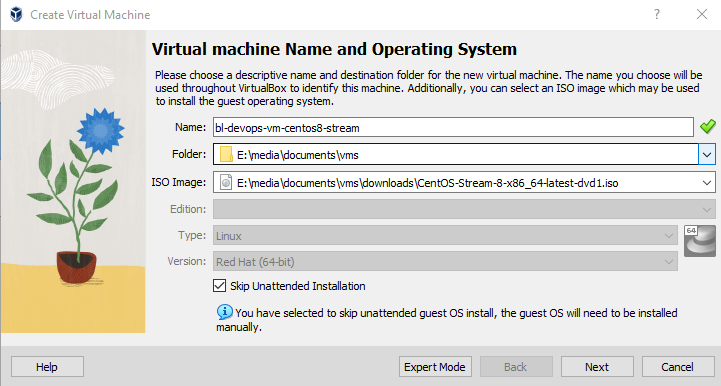 Create Virtual Machine
Virtual machine Name and Operating System
Please choose a descriptive name and destination folder for the new virtual machine. The name you choose will be
used throughout VirtualBox to identify this machine. Additionally, you can select an ISO image which may be used
to install the guest operating system.
Name: bl-devops-vm-centos8-stream
Folder: E:\media\documents\vms
ISO Image: E:\media\documents\vms\downloads\CentOS-Stream-8-x86_64-latest-dvd1.iso
Edition:
Type: Linux
64
Version: Red Hat (64-bit)
Skip Unattended Installation
You have selected to skip unattended guest OS install, the guest OS will need to be installed
manually.
Help Expert Mode Back Next Cancel